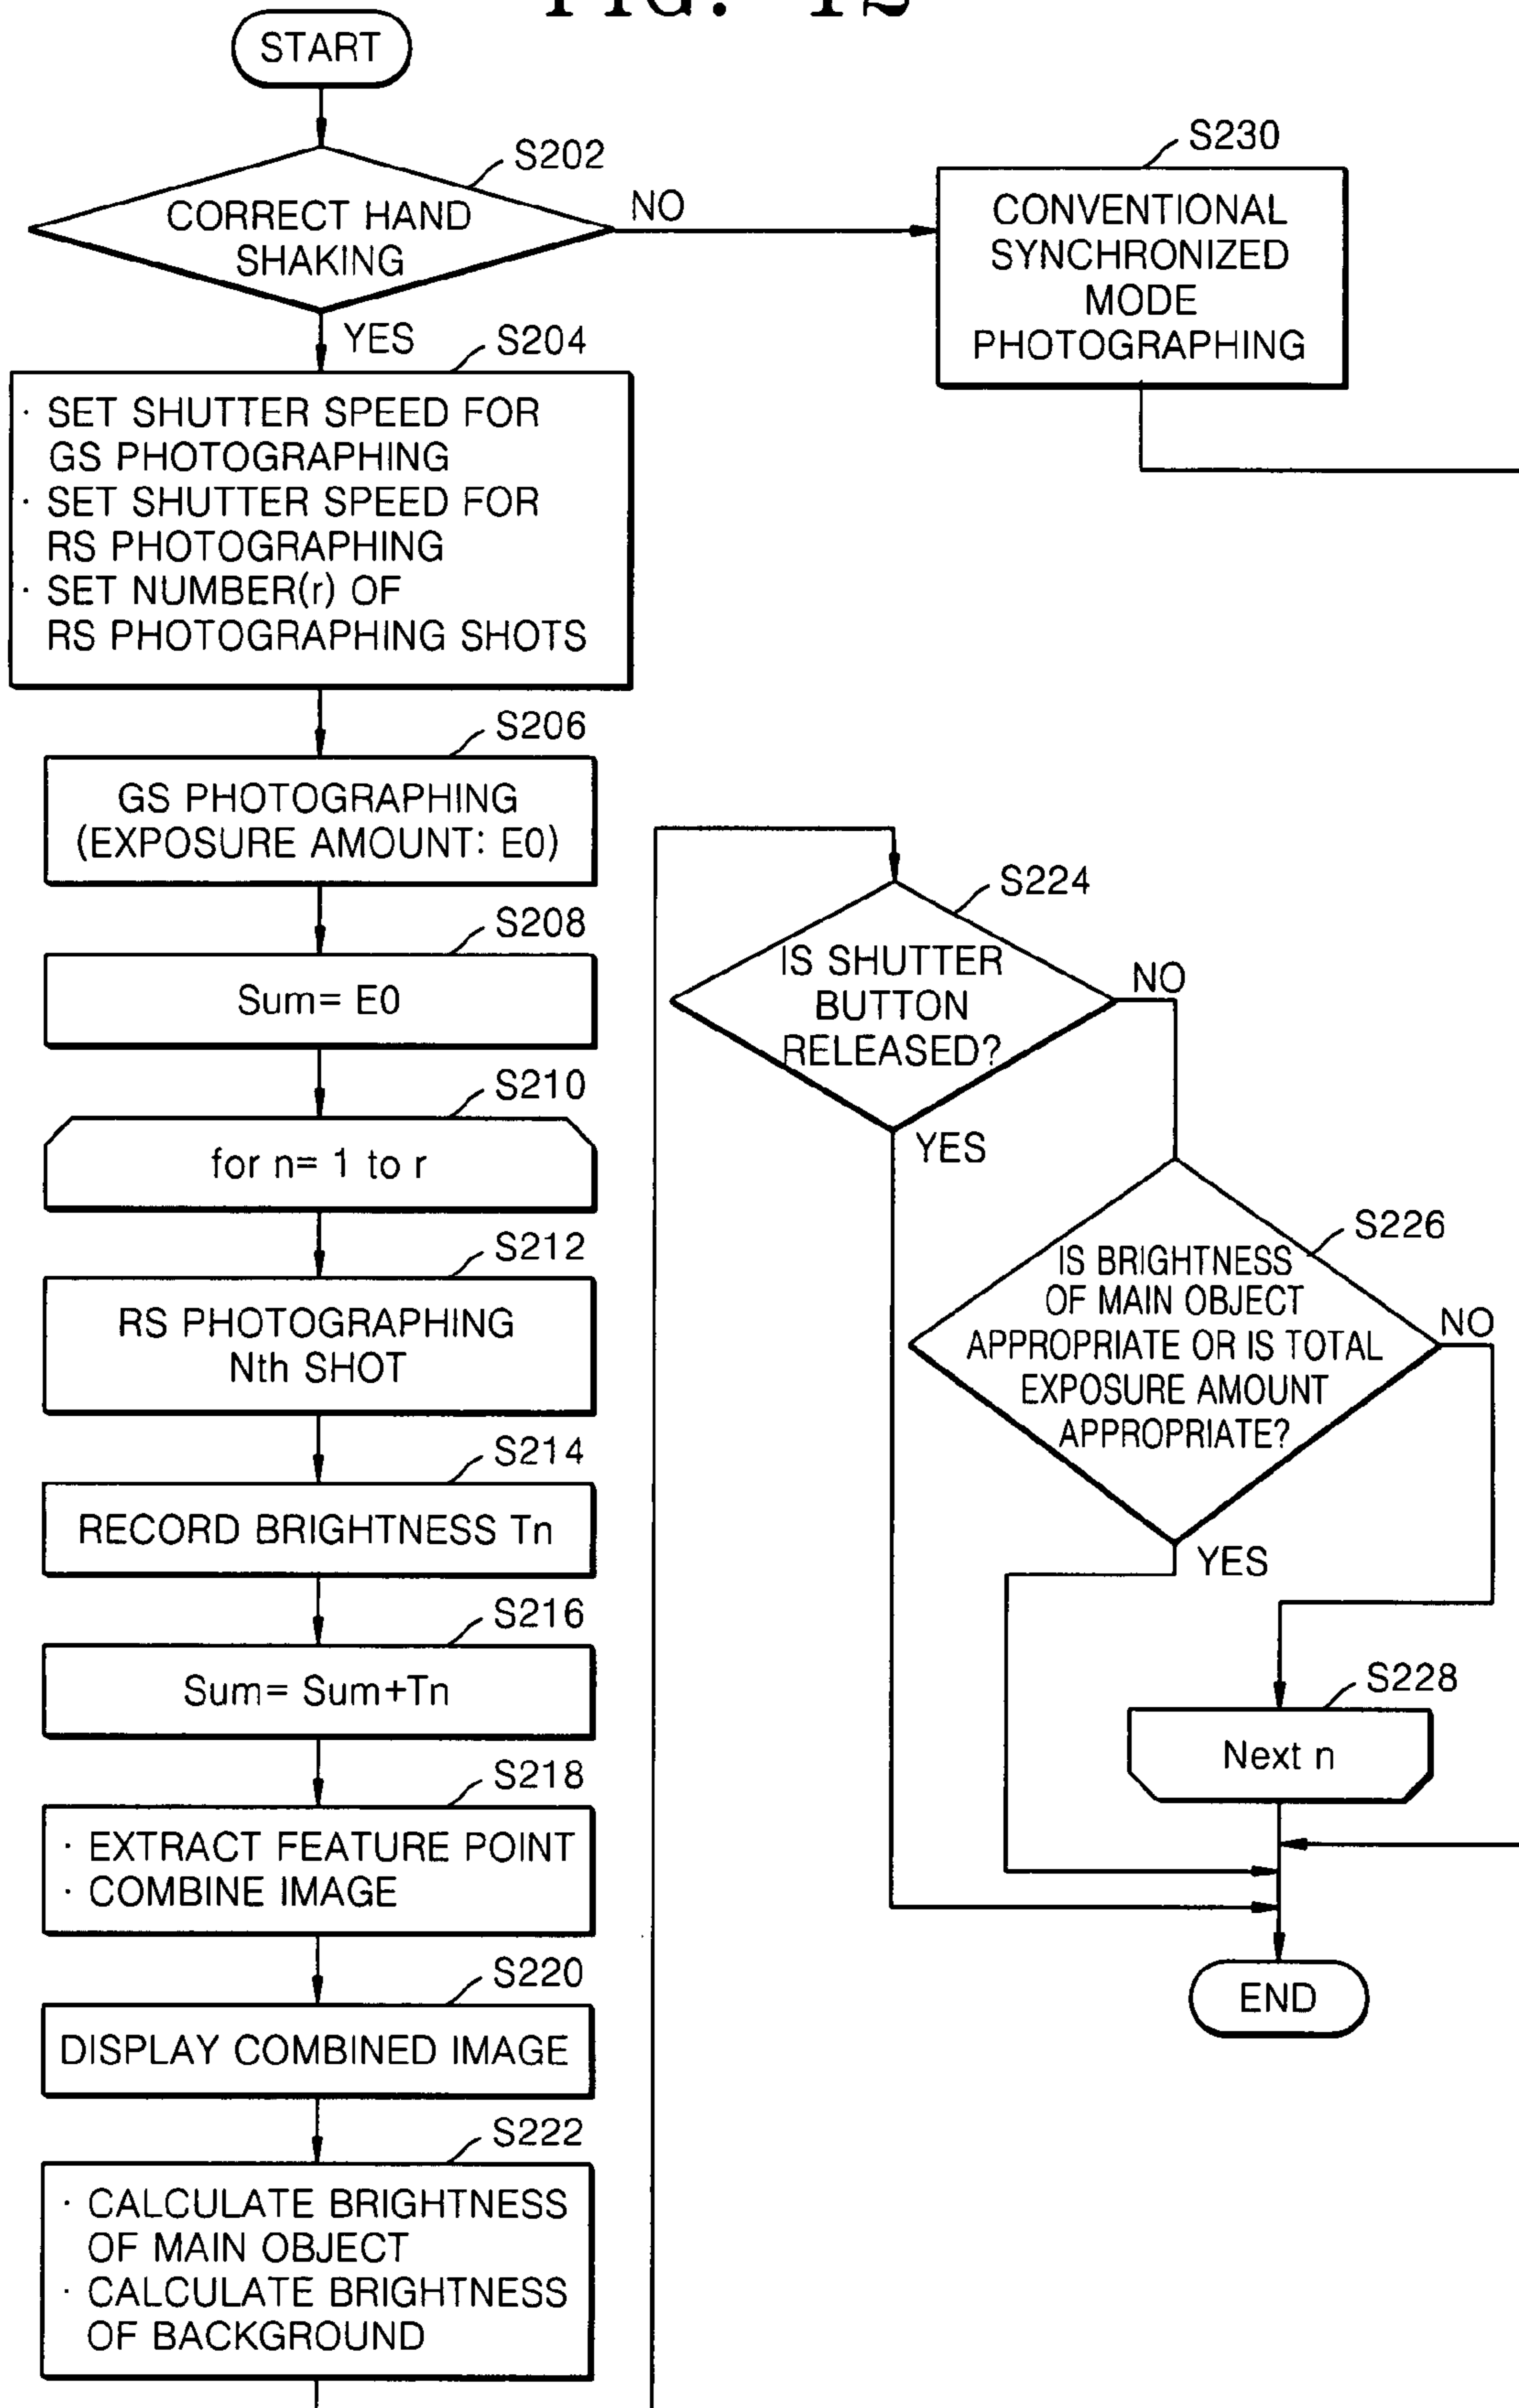 FIG. 12
START
S202
CORRECT HAND
SHAKING
NO
YES
S230
CONVENTIONAL
SYNCHRONIZED
MODE
PHOTOGRAPHING
S204
· SET SHUTTER SPEED FOR
GS PHOTOGRAPHING
· SET SHUTTER SPEED FOR
RS PHOTOGRAPHING
· SET NUMBER(r) OF
RS PHOTOGRAPHING SHOTS
S206
GS PHOTOGRAPHING
(EXPOSURE AMOUNT: E0)
S208
Sum= E0
S210
for n= 1 to r
S212
RS PHOTOGRAPHING
Nth SHOT
S214
RECORD BRIGHTNESS Tn
S216
Sum= Sum+Tn
S218
· EXTRACT FEATURE POINT
· COMBINE IMAGE
S220
DISPLAY COMBINED IMAGE
S222
· CALCULATE BRIGHTNESS
OF MAIN OBJECT
· CALCULATE BRIGHTNESS
OF BACKGROUND
S224
IS SHUTTER
BUTTON
RELEASED?
NO
YES
S226
IS BRIGHTNESS
OF MAIN OBJECT
APPROPRIATE OR IS TOTAL
EXPOSURE AMOUNT
APPROPRIATE?
NO
YES
S228
Next n
END